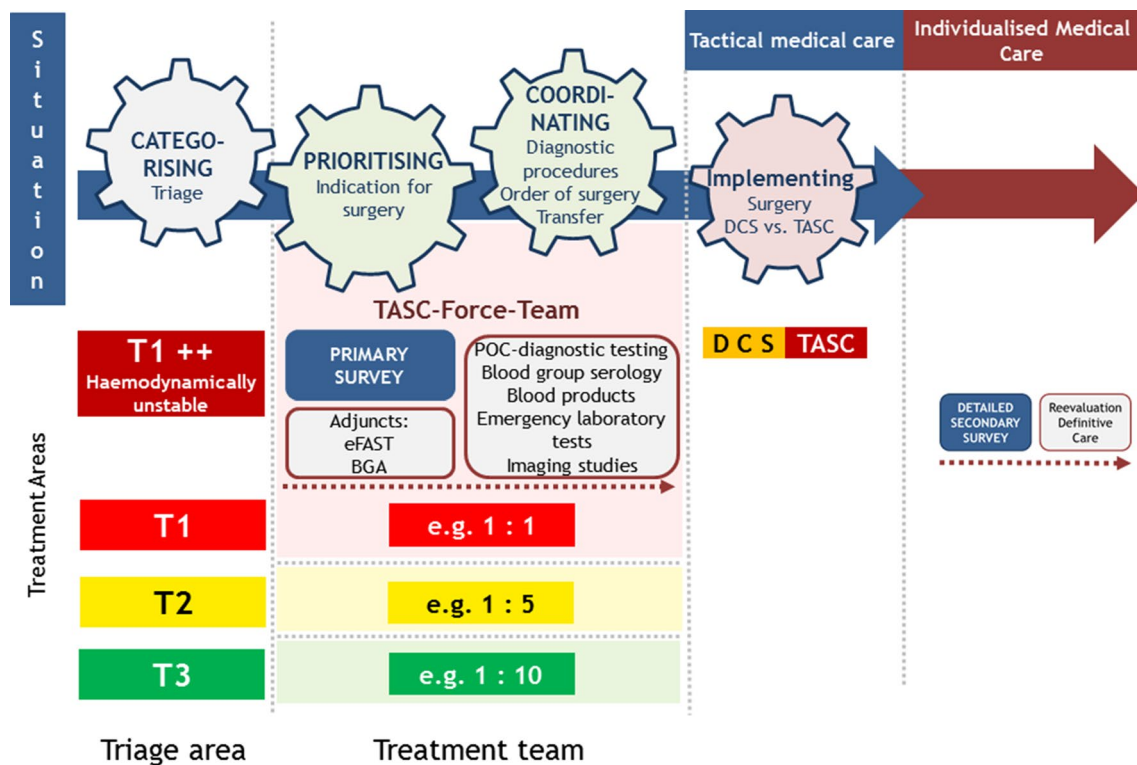 Situation
Tactical medical care
Individualised Medical
Care
CATEGO-
RISING
Triage
PRIORITISING
Indication for
surgery
COORDI-
NATING
Diagnostic
procedures
Order of surgery
Transfer
Implementing
Surgery
DCS vs. TASC
TASC-Force-Team
T1 ++
Haemodynamically
unstable
PRIMARY
SURVEY
Adjuncts:
eFAST
BGA
POC-diagnostic testing
Blood group serology
Blood products
Emergency laboratory
tests
Imaging studies
D C S TASC
DETAILED
SECONDARY
SURVEY
Reevaluation
Definitive
Care
Treatment Areas
T1
e.g. 1 : 1
T2
e.g. 1 : 5
T3
e.g. 1 : 10
Triage area
Treatment team